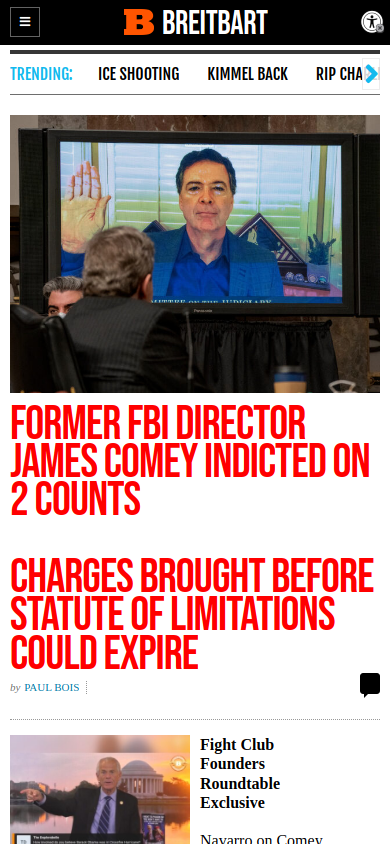 BREITBART
TRENDING: ICE SHOOTING KIMMEL BACK RIP CHA
FORMER FBI DIRECTOR
JAMES COMEY INDICTED ON
2 COUNTS
CHARGES BROUGHT BEFORE
STATUTE OF LIMITATIONS
COULD EXPIRE
by PAUL BOIS
Fight Club
Founders
Roundtable
Exclusive
Navarro on Comey